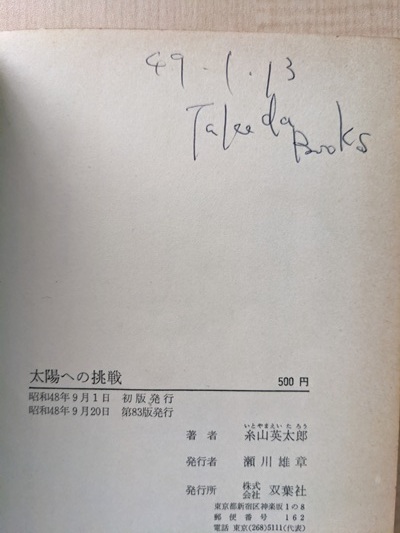 49-1.13
Takeda
Books
太陽への挑戦 500円
昭和48年9月1日 初版発行
昭和48年9月20日 第83版発行
いとやまえいたろう
著者 糸山英太郎
発行者 瀬川雄章
発行所 株式会社 双葉社
東京都新宿区神楽坂1の8
郵便番号 162
電話 東京(268)5111(代表)